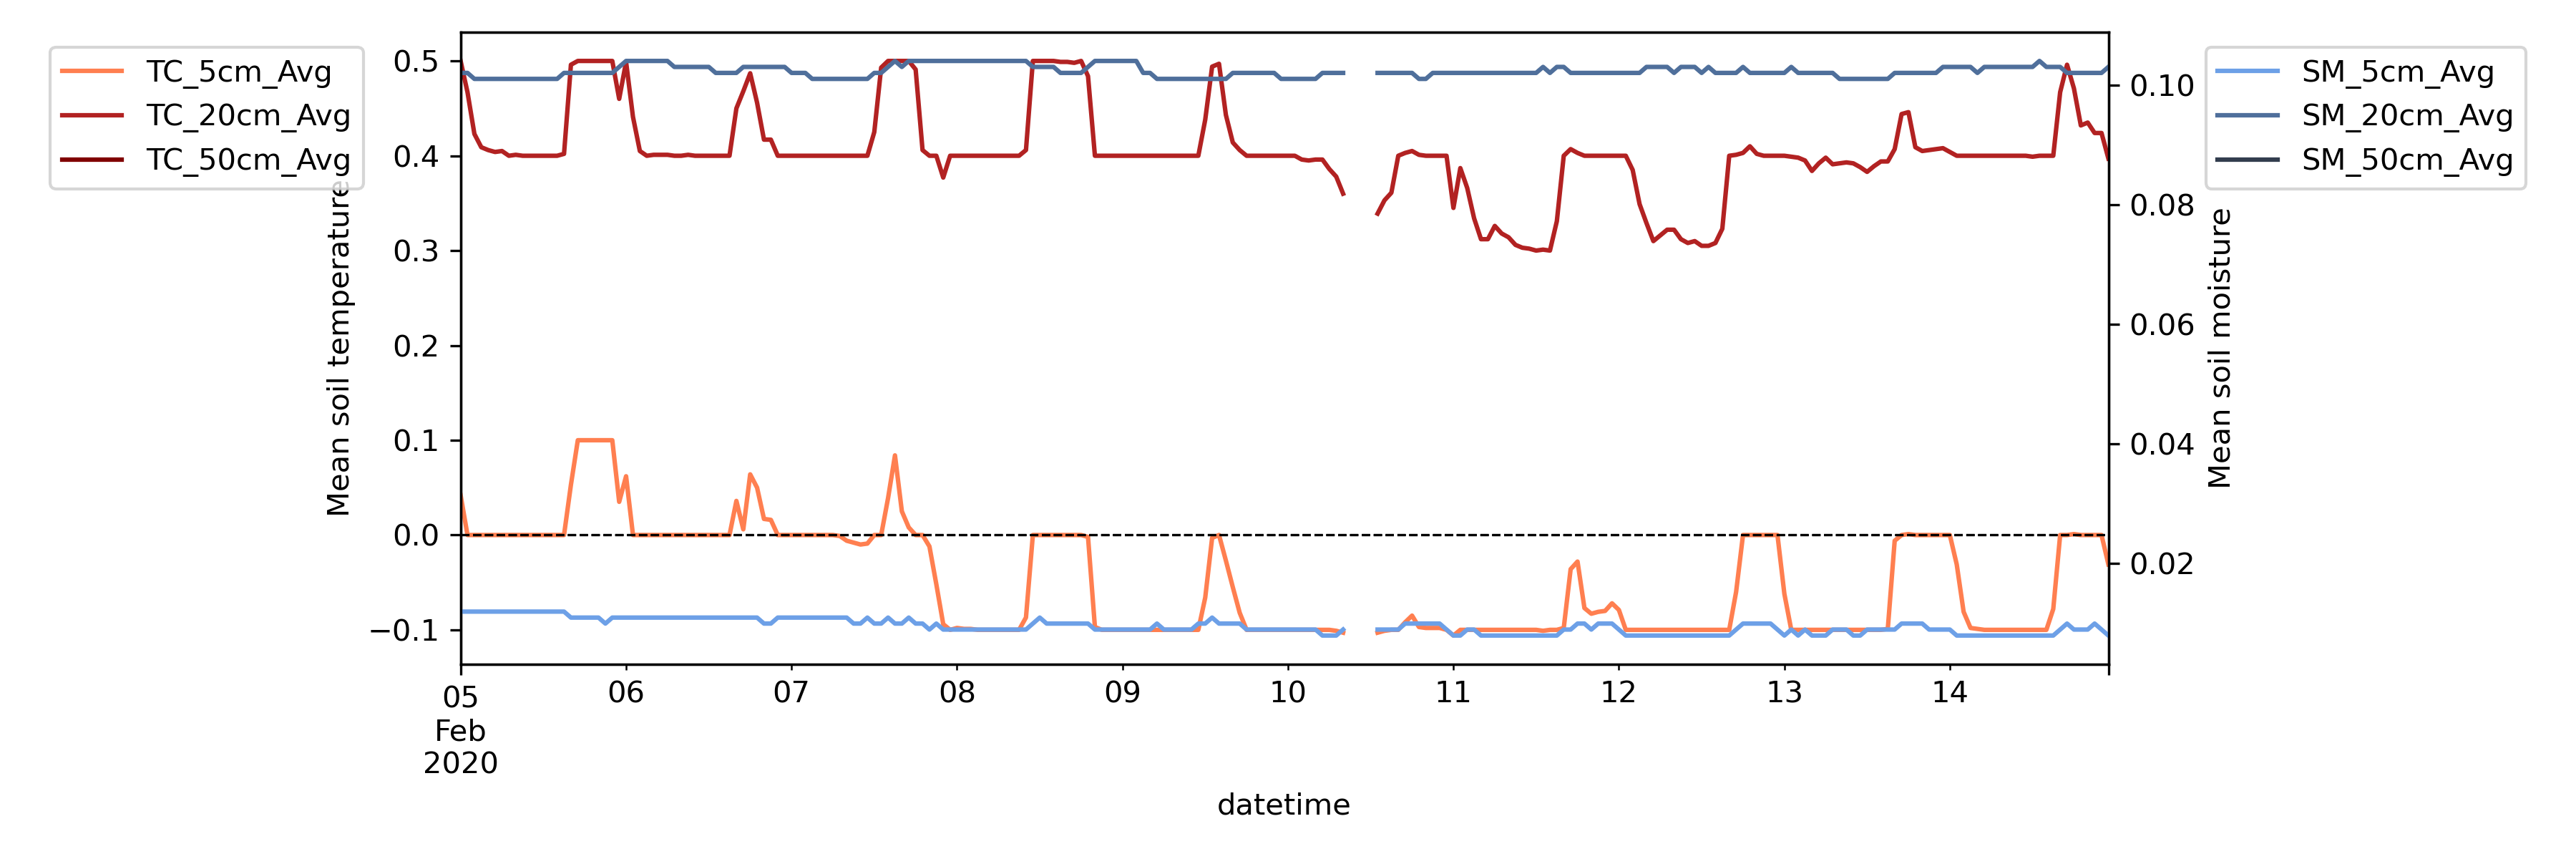 TC_5cm_Avg
TC_20cm_Avg
TC_50cm_Avg
Mean soil temperature
0.5
0.4
0.3
0.2
0.1
0.0
−0.1
05
Feb
2020
06
07
08
09
10
11
12
13
14
datetime
0.10
0.08
0.06
0.04
0.02
Mean soil moisture
SM_5cm_Avg
SM_20cm_Avg
SM_50cm_Avg